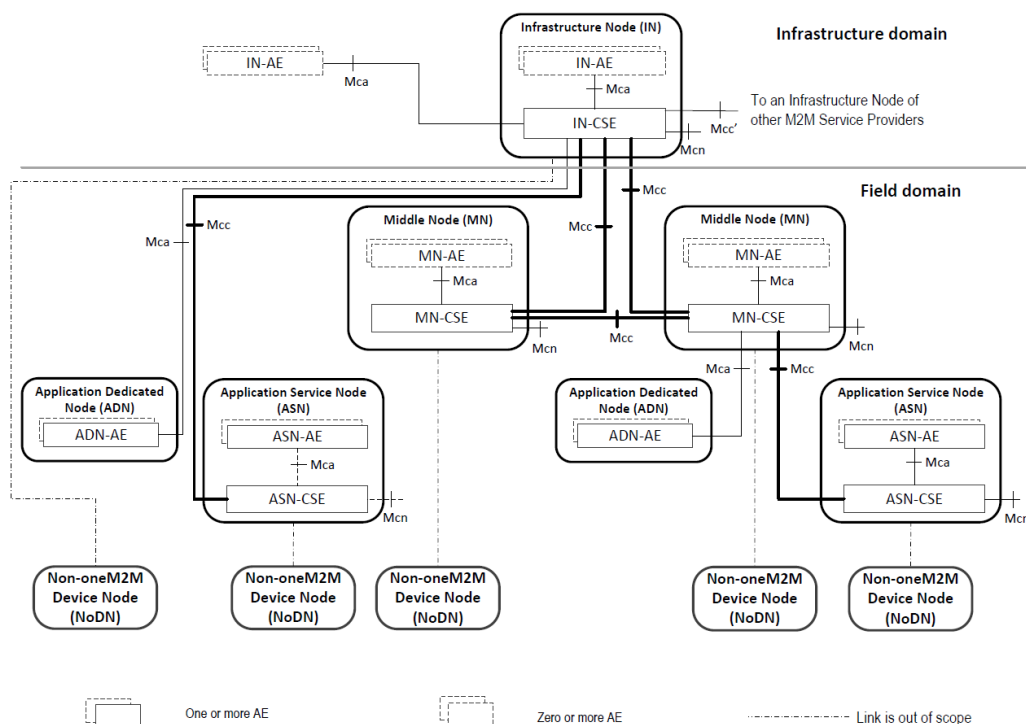 Infrastructure Node (IN)
Infrastructure domain
IN-AE
IN-AE
Mca
Mca
To an Infrastructure Node of
other M2M Service Providers
IN-CSE
Mcc'
Mcn
Field domain
Mcc
Mcc
Mcc
Mca
Middle Node (MN)
MN-AE
Mca
MN-CSE
Mcn
Mcc
Middle Node (MN)
MN-AE
Mca
MN-CSE
Mcn
Mca
Mcc
Application Dedicated
Node (ADN)
ADN-AE
Application Service Node
(ASN)
ASN-AE
Mca
ASN-CSE
Mcn
Application Dedicated
Node (ADN)
ADN-AE
Application Service Node
(ASN)
ASN-AE
Mca
ASN-CSE
Mcn
Non-oneM2M
Device Node
(NoDN)
Non-oneM2M
Device Node
(NoDN)
Non-oneM2M
Device Node
(NoDN)
Non-oneM2M
Device Node
(NoDN)
Non-oneM2M
Device Node
(NoDN)
One or more AE
Zero or more AE
Link is out of scope